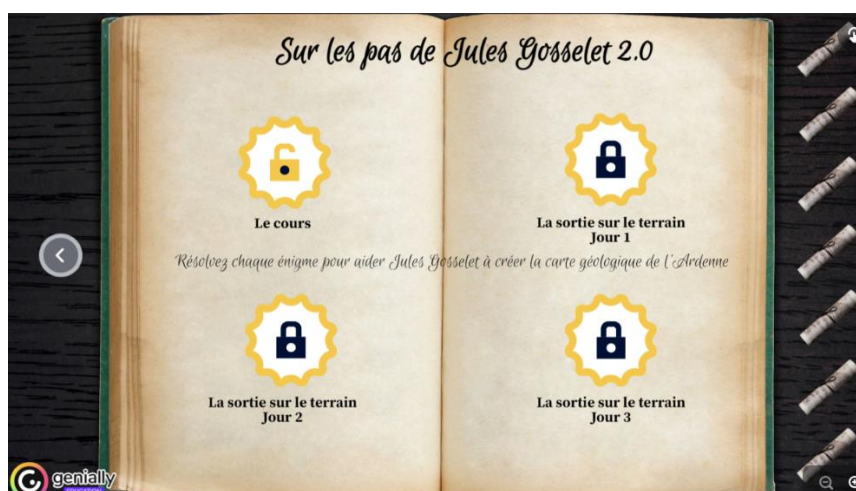 Sur les pas de Jules Gosselet 2.0
Le cours
La sortie sur le terrain
Jour 1
Résolvez chaque énigme pour aider Jules Gosselet à créer la carte géologique de l'Ardenne
La sortie sur le terrain
Jour 2
La sortie sur le terrain
Jour 3
genially
EDUCATION